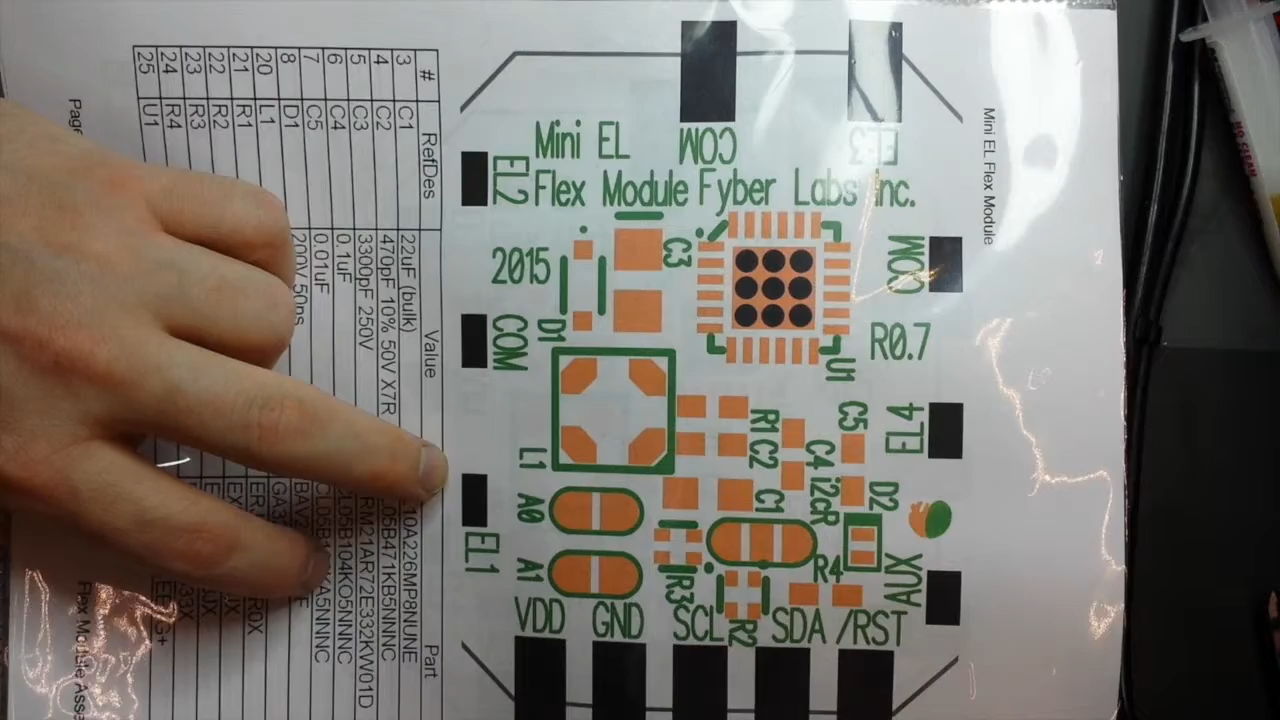 Mini EL Flex Module
Mini EL
Flex Module Fyber Labs Inc.
2015
R0.7
COM
EL3
EL2
COM
COM
EL1
EL4
AUX
C3
D1
U1
L1
R1
C2
C4
C5
C1
i2cR
D2
A0
A1
R3
R4
R2
VDD GND SCL SDA /RST
# RefDes Value Part
3 C1 22uF (bulk)
4 C2 470pF 10% 50V X7R
5 C3 3300pF 250V
6 C4 0.1uF
7 C5 0.01uF
8 D1 200V 50ns
20 L1
21 R1
22 R2
23 R3
24 R4
25 U1
Page
NO CLEAN